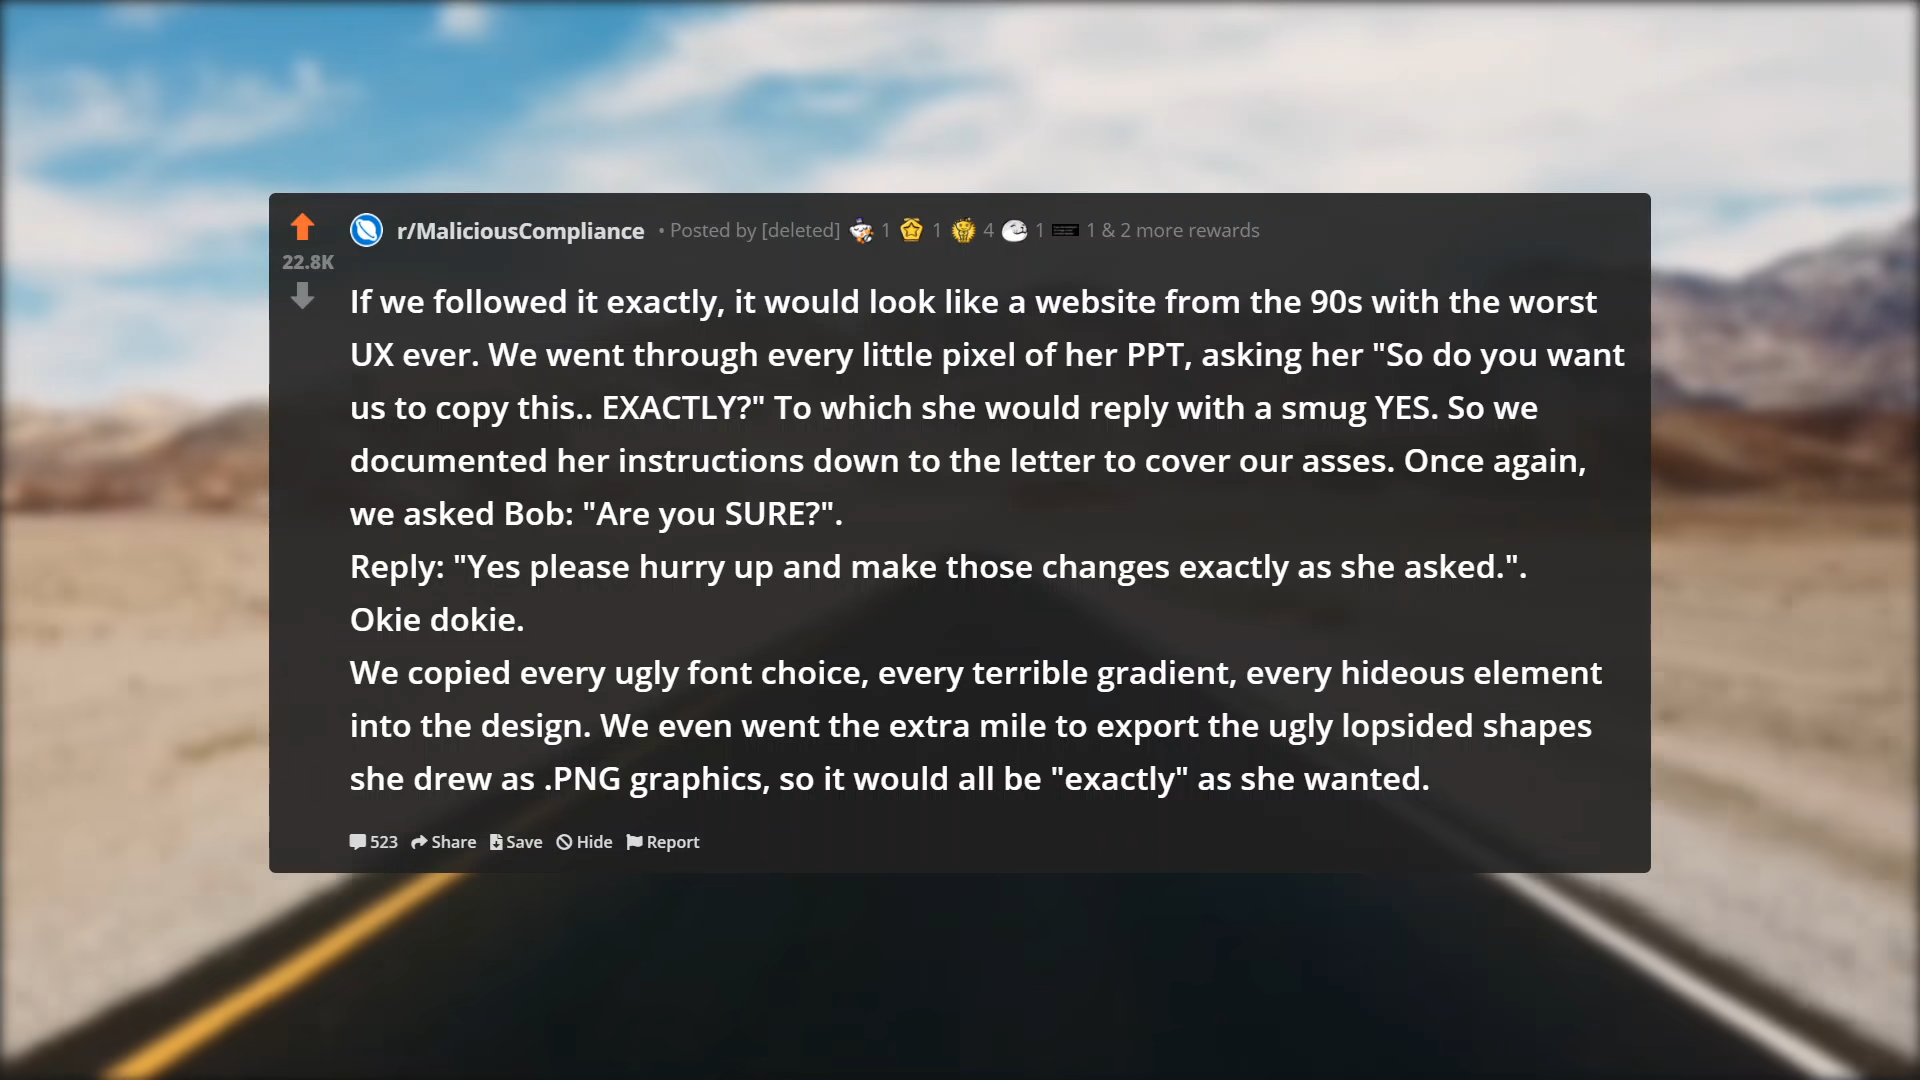 r/MaliciousCompliance • Posted by [deleted] 1 1 4 1 1 & 2 more rewards
22.8K
If we followed it exactly, it would look like a website from the 90s with the worst
UX ever. We went through every little pixel of her PPT, asking her "So do you want
us to copy this.. EXACTLY?" To which she would reply with a smug YES. So we
documented her instructions down to the letter to cover our asses. Once again,
we asked Bob: "Are you SURE?".
Reply: "Yes please hurry up and make those changes exactly as she asked.".
Okie dokie.
We copied every ugly font choice, every terrible gradient, every hideous element
into the design. We even went the extra mile to export the ugly lopsided shapes
she drew as .PNG graphics, so it would all be "exactly" as she wanted.
523 Share Save Hide Report